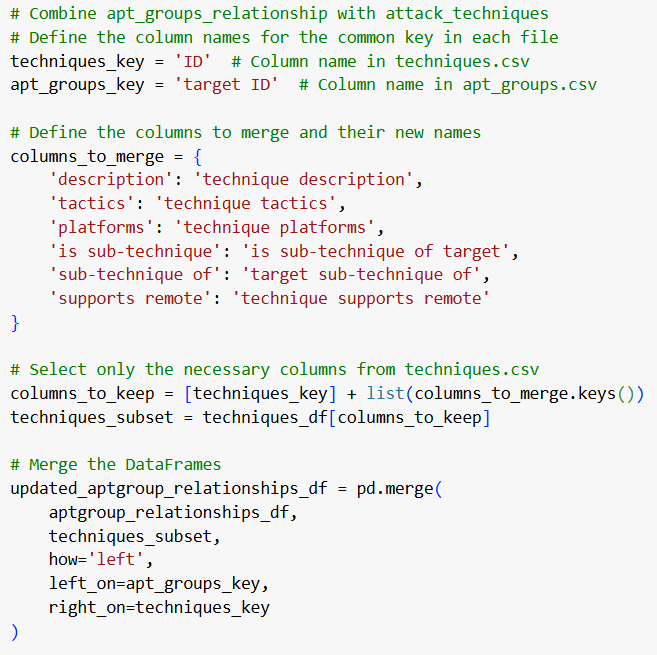 # Combine apt_groups_relationship with attack_techniques
# Define the column names for the common key in each file
techniques_key = 'ID'  # Column name in techniques.csv
apt_groups_key = 'target ID'  # Column name in apt_groups.csv

# Define the columns to merge and their new names
columns_to_merge = {
    'description': 'technique description',
    'tactics': 'technique tactics',
    'platforms': 'technique platforms',
    'is sub-technique': 'is sub-technique of target',
    'sub-technique of': 'target sub-technique of',
    'supports remote': 'technique supports remote'
}

# Select only the necessary columns from techniques.csv
columns_to_keep = [techniques_key] + list(columns_to_merge.keys())
techniques_subset = techniques_df[columns_to_keep]

# Merge the DataFrames
updated_aptgroup_relationships_df = pd.merge(
    aptgroup_relationships_df,
    techniques_subset,
    how='left',
    left_on=apt_groups_key,
    right_on=techniques_key
)